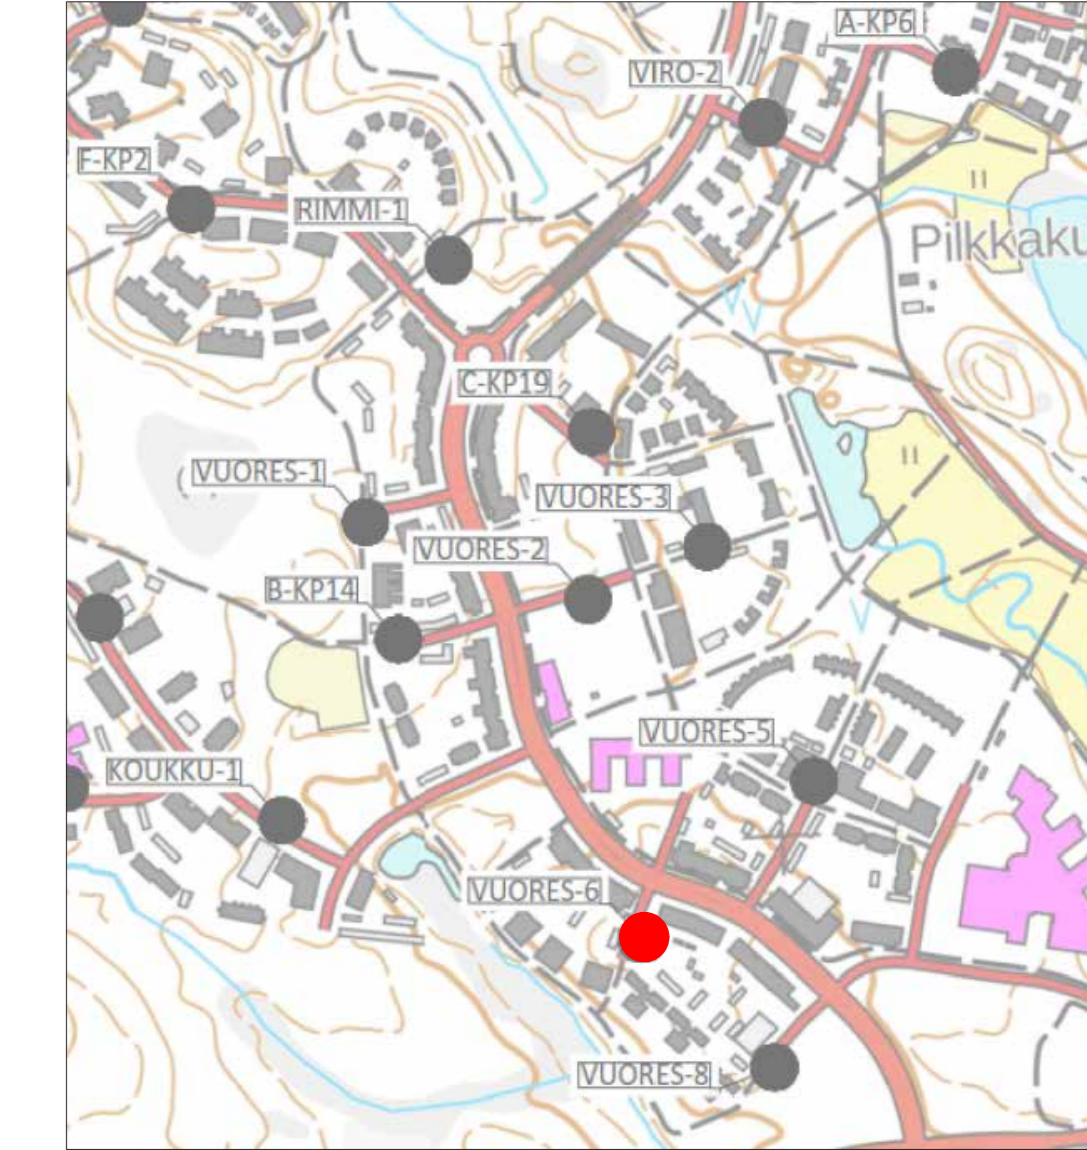 A-KP6
VIRO-2
F-KP2
RIMMI-1
Pilkkaku
C-KP19
VUORES-1
VUORES-3
VUORES-2
B-KP14
VUORES-5
KOUKKU-1
VUORES-6
VUORES-8